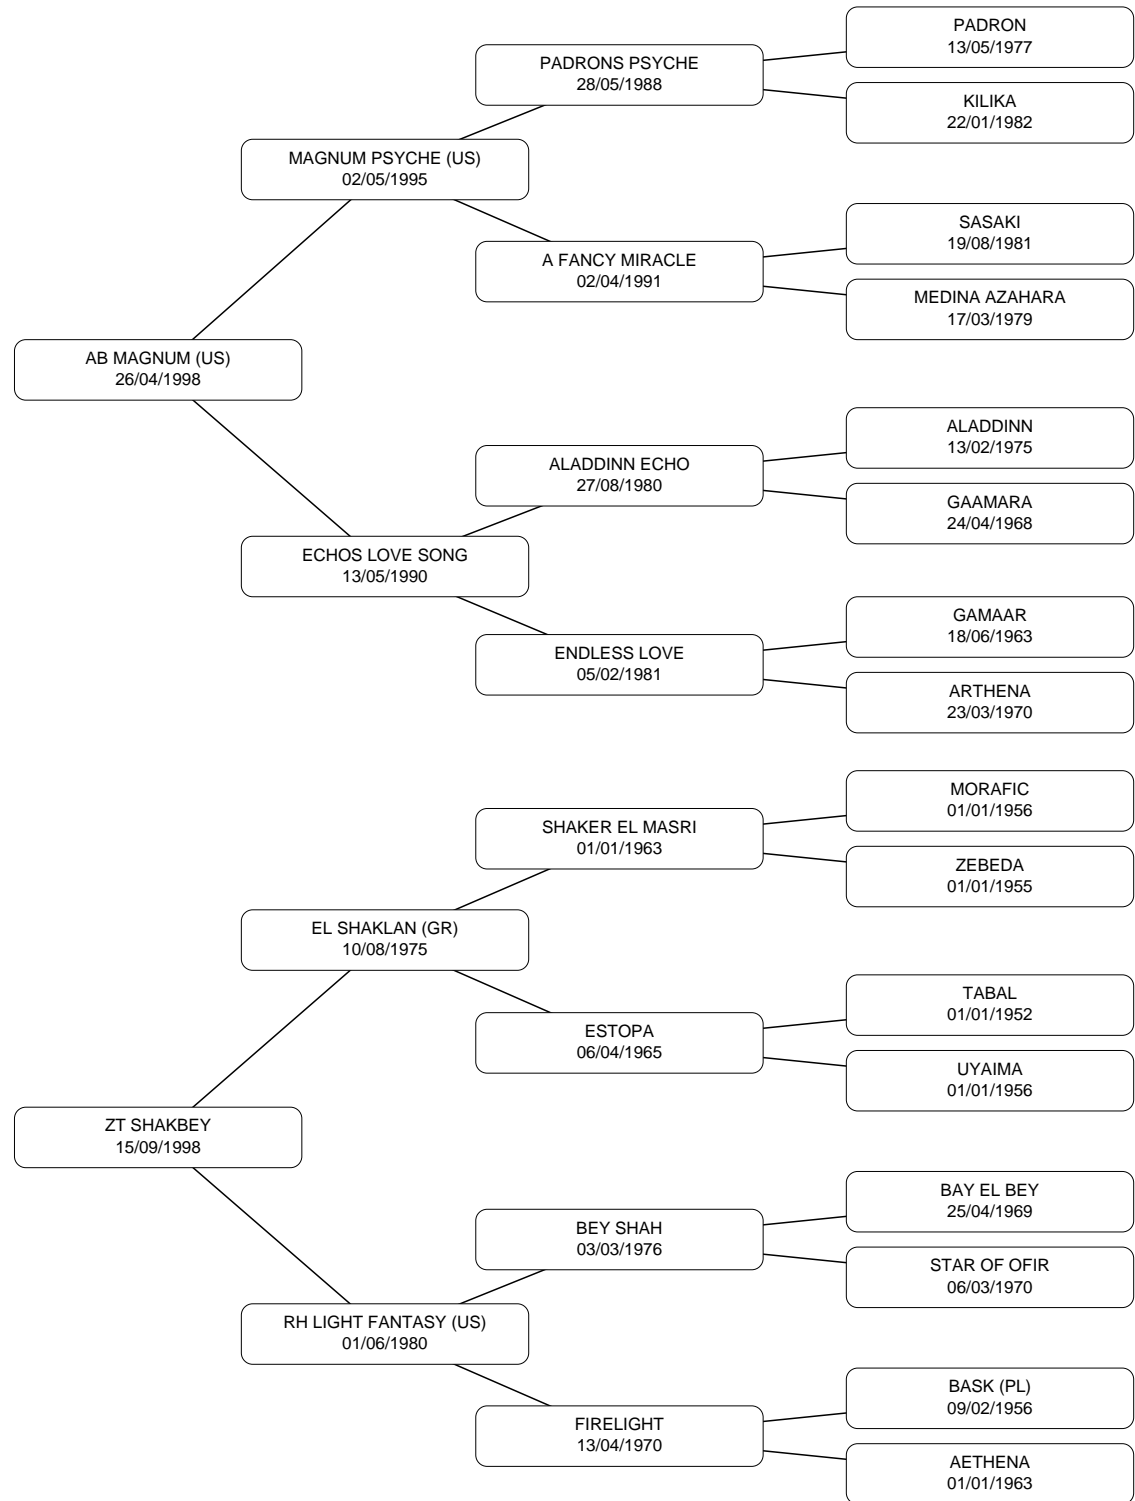 PADRON
13/05/1977
PADRONS PSYCHE
28/05/1988
KILIKA
22/01/1982
MAGNUM PSYCHE (US)
02/05/1995
SASAKI
19/08/1981
A FANCY MIRACLE
02/04/1991
MEDINA AZAHARA
17/03/1979
AB MAGNUM (US)
26/04/1998
ALADDINN
13/02/1975
ALADDINN ECHO
27/08/1980
GAAMARA
24/04/1968
ECHOS LOVE SONG
13/05/1990
GAMAAR
18/06/1963
ENDLESS LOVE
05/02/1981
ARTHENA
23/03/1970
MORAFIC
01/01/1956
SHAKER EL MASRI
01/01/1963
ZEBEDA
01/01/1955
EL SHAKLAN (GR)
10/08/1975
TABAL
01/01/1952
ESTOPA
06/04/1965
UYAIMA
01/01/1956
ZT SHAKBEY
15/09/1998
BAY EL BEY
25/04/1969
BEY SHAH
03/03/1976
STAR OF OFIR
06/03/1970
RH LIGHT FANTASY (US)
01/06/1980
BASK (PL)
09/02/1956
FIRELIGHT
13/04/1970
AETHENA
01/01/1963